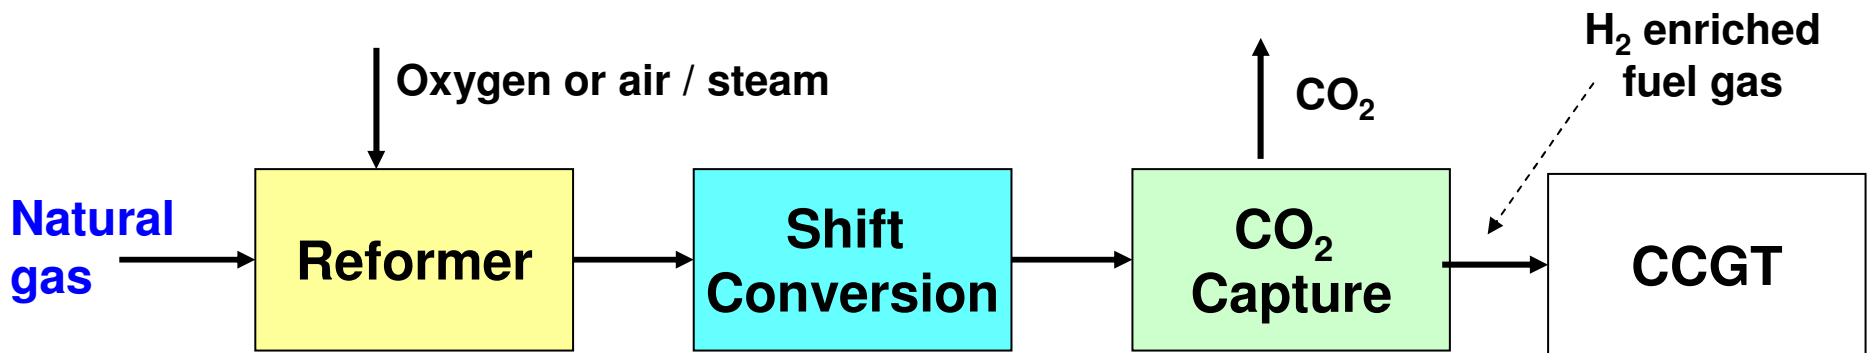 Natural
gas
Oxygen or air / steam
Reformer
Shift
Conversion
CO₂
CO₂
Capture
H₂ enriched
fuel gas
CCGT